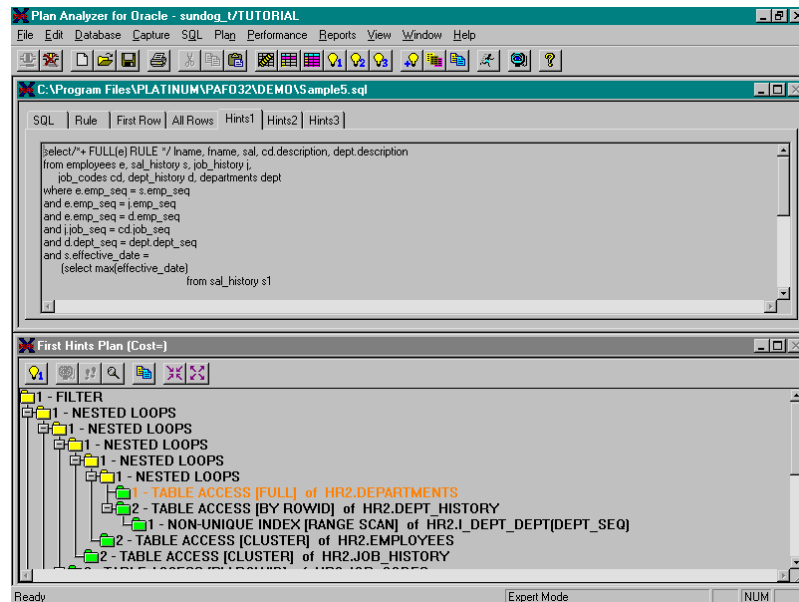 Plan Analyzer for Oracle - sundog_t/TUTORIAL
File Edit Database Capture SQL Plan Performance Reports View Window Help
C:\Program Files\PLATINUM\PAFO32\DEMO\Sample5.sql
SQL Rule First Row All Rows Hints1 Hints2 Hints3
select/*+ FULL(e) RULE */ lname, fname, sal, cd.description, dept.description
from employees e, sal_history s, job_history j,
job_codes cd, dept_history d, departments dept
where e.emp_seq = s.emp_seq
and e.emp_seq = j.emp_seq
and e.emp_seq = d.emp_seq
and j.job_seq = cd.job_seq
and d.dept_seq = dept.dept_seq
and s.effective_date =
(select max(effective_date)
from sal_history s1
First Hints Plan (Cost=)
1 - FILTER
1 - NESTED LOOPS
1 - NESTED LOOPS
1 - NESTED LOOPS
1 - NESTED LOOPS
1 - NESTED LOOPS
1 - TABLE ACCESS [FULL] of HR2.DEPARTMENTS
2 - TABLE ACCESS [BY ROWID] of HR2.DEPT_HISTORY
1 - NON-UNIQUE INDEX [RANGE SCAN] of HR2.I_DEPT_DEPT(DEPT_SEQ)
2 - TABLE ACCESS [CLUSTER] of HR2.EMPLOYEES
2 - TABLE ACCESS [CLUSTER] of HR2.JOB_HISTORY
Ready Expert Mode NUM